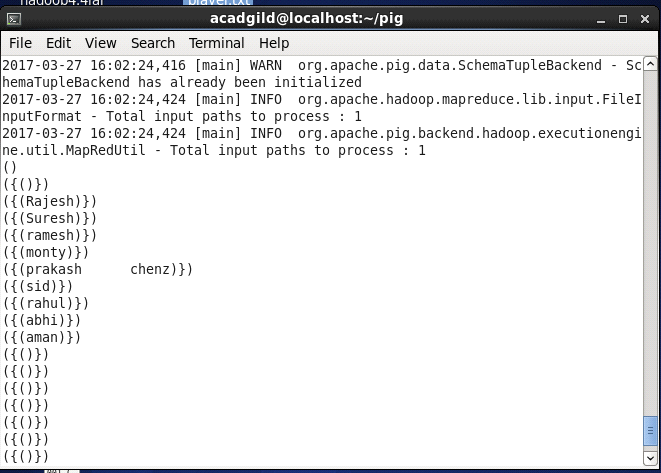 hadoop4.4far
player.txt
acadgild@localhost:~/pig
File Edit View Search Terminal Help
2017-03-27 16:02:24,416 [main] WARN  org.apache.pig.data.SchemaTupleBackend - Sc
hemaTupleBackend has already been initialized
2017-03-27 16:02:24,424 [main] INFO  org.apache.hadoop.mapreduce.lib.input.FileI
nputFormat - Total input paths to process : 1
2017-03-27 16:02:24,424 [main] INFO  org.apache.pig.backend.hadoop.executionengi
ne.util.MapRedUtil - Total input paths to process : 1
()
({()})
({(Rajesh)})
({(Suresh)})
({(ramesh)})
({(monty)})
({(prakash      chenz)})
({(sid)})
({(rahul)})
({(abhi)})
({(aman)})
({()})
({()})
({()})
({()})
({()})
({()})
({()})